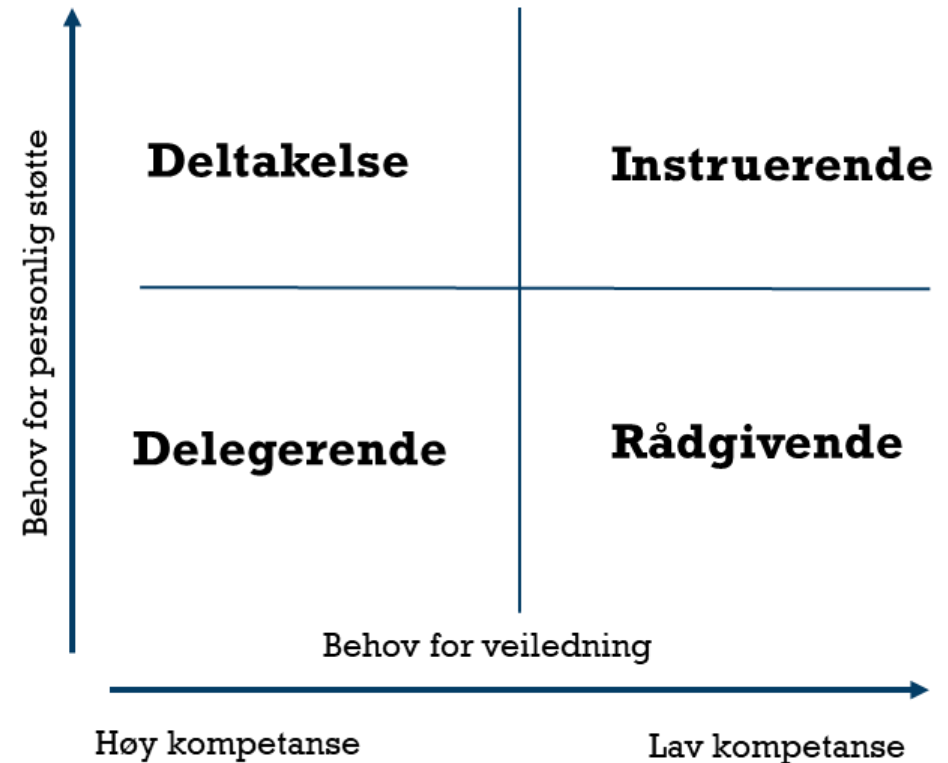 Behov for personlig støtte
Deltakelse
Instruerende
Delegerende
Rådgivende
Behov for veiledning
Høy kompetanse
Lav kompetanse